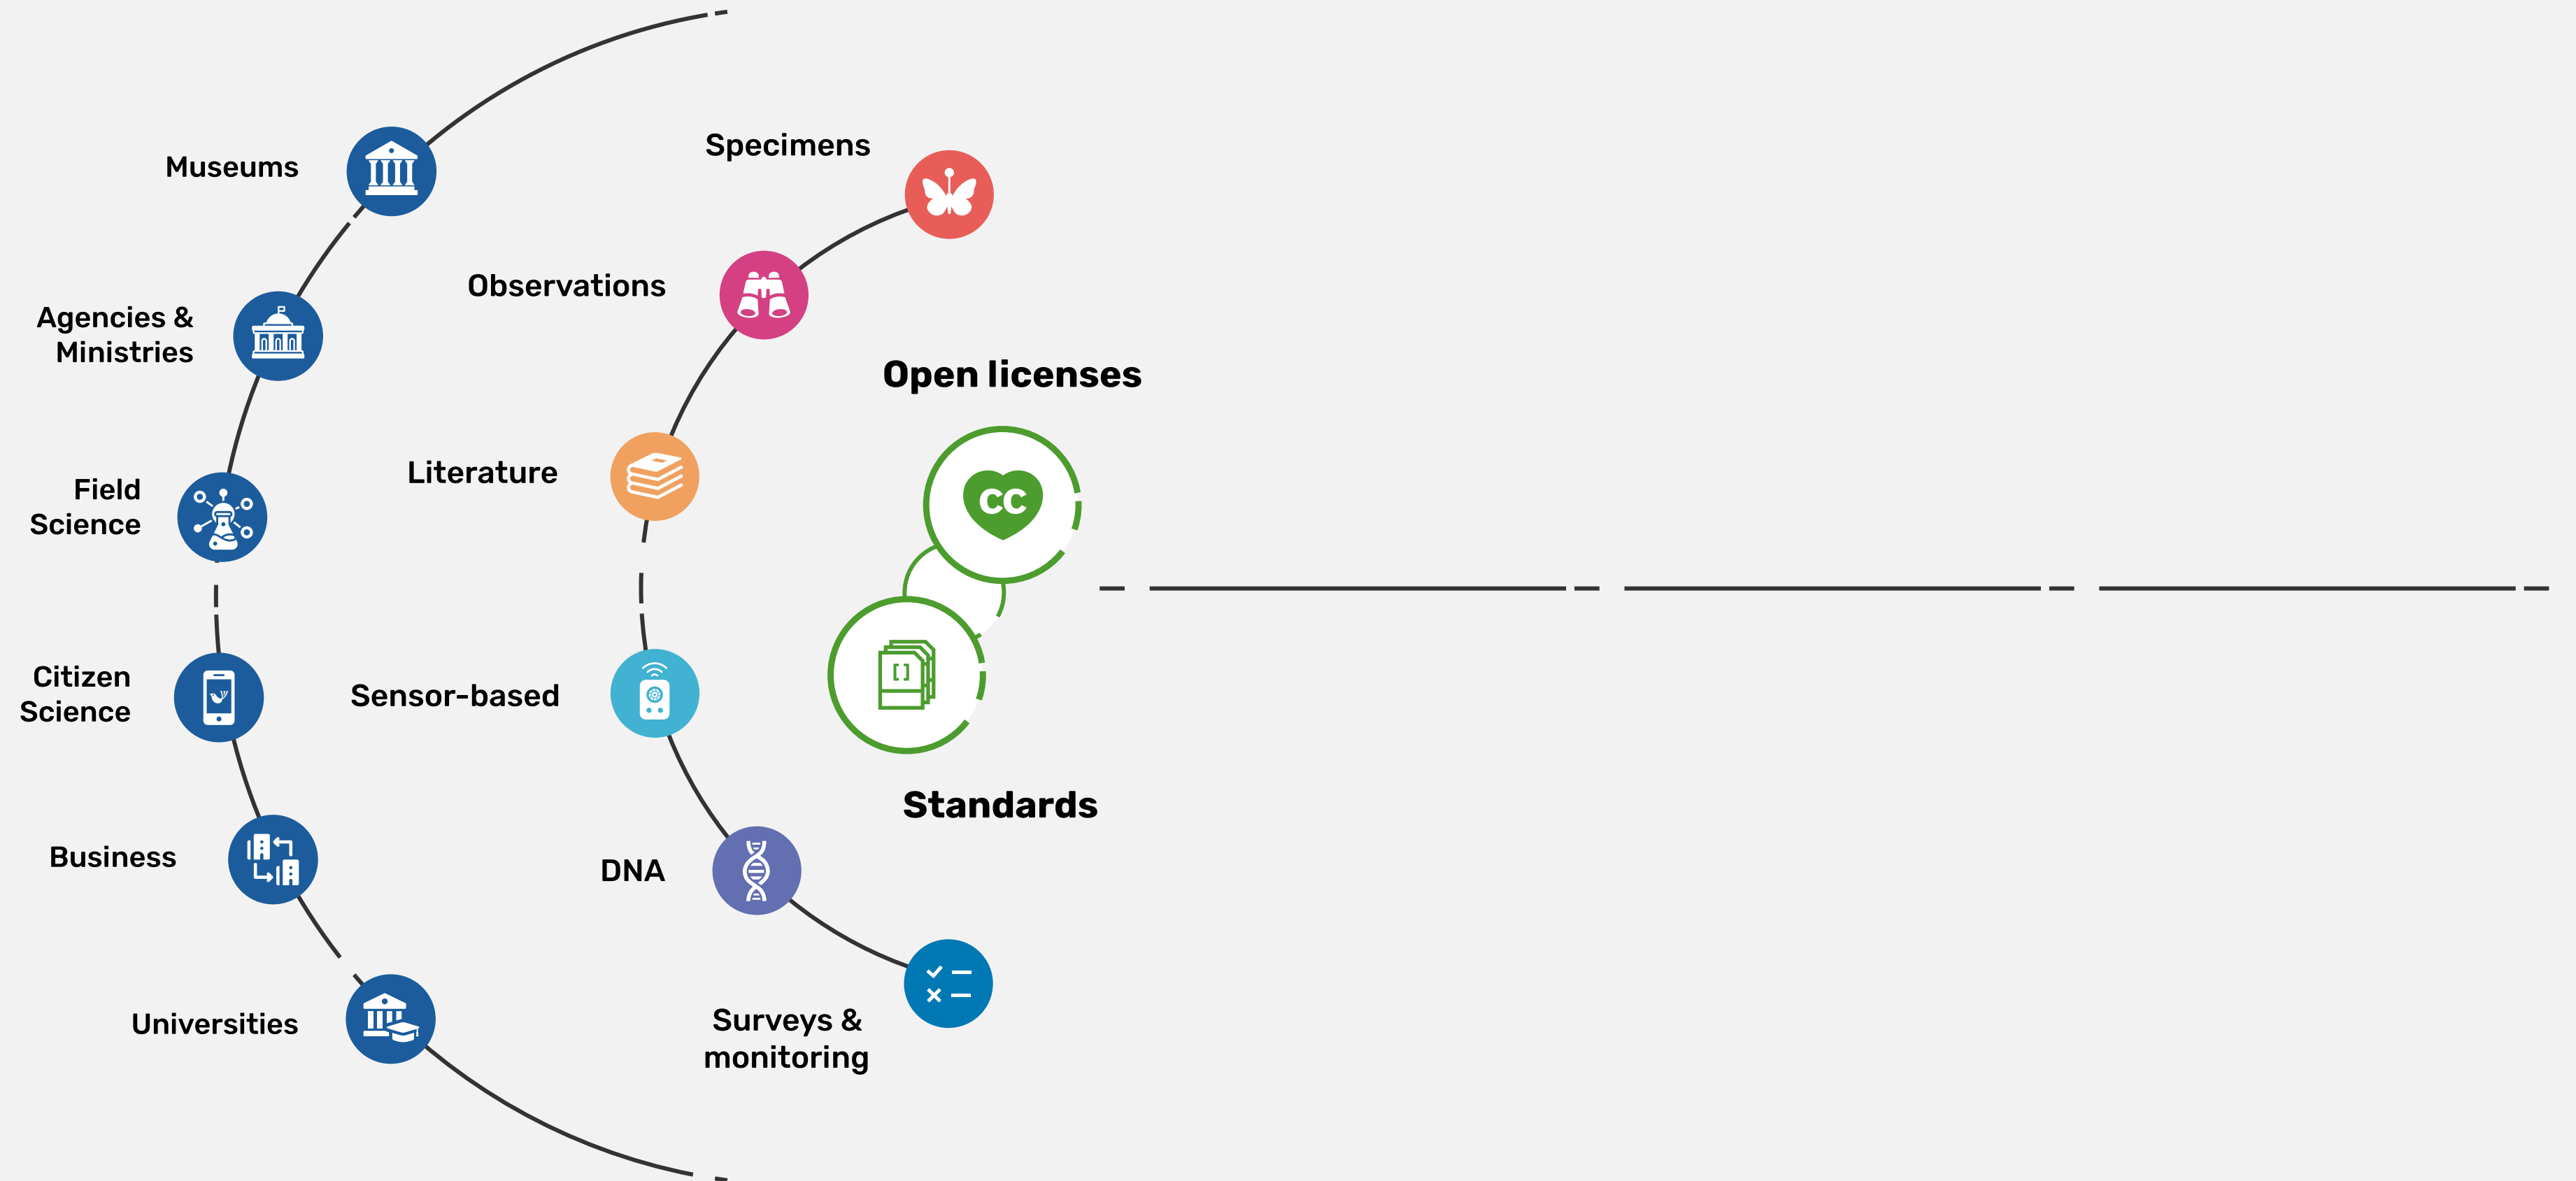 Museums
Agencies &
Ministries
Field
Science
Citizen
Science
Business
Universities
Specimens
Observations
Literature
Sensor-based
DNA
Surveys &
monitoring
Open licenses
CC
[ ]
Standards